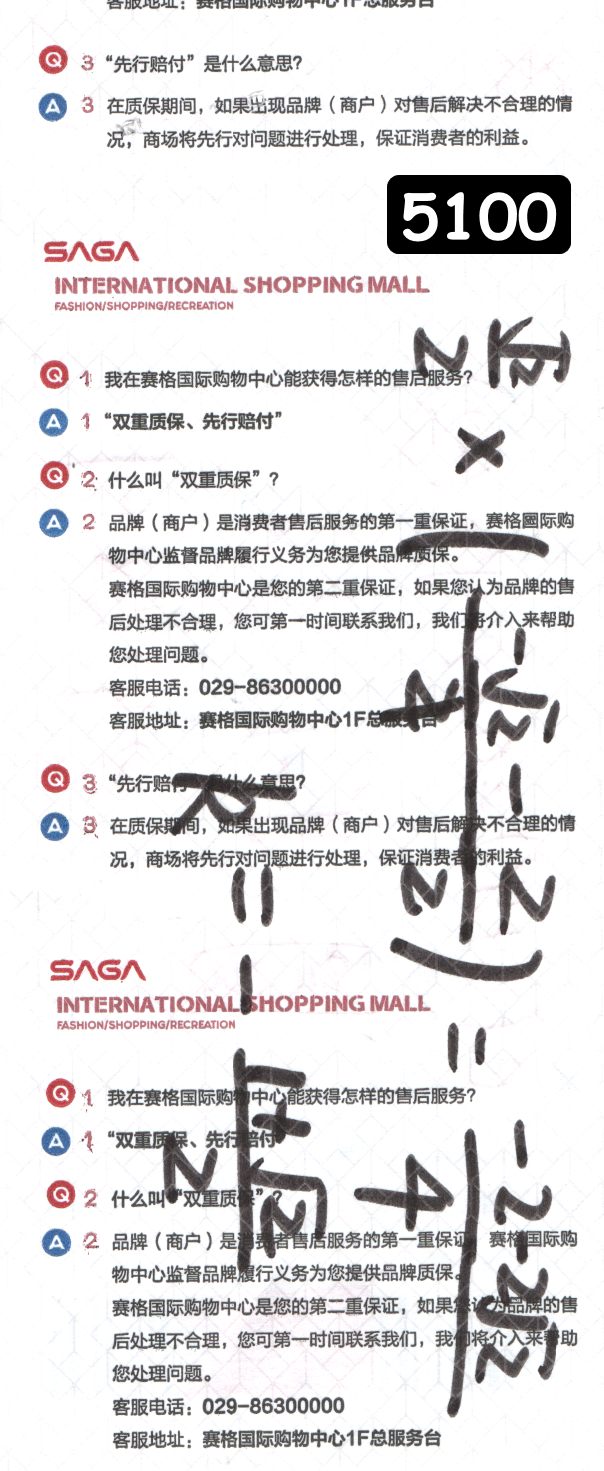 客服地址：赛格国际购物中心1F总服务台
Q 3 “先行赔付”是什么意思?
A 3 在质保期间，如果出现品牌（商户）对售后解决不合理的情
况，商场将先行对问题进行处理，保证消费者的利益。
5100
SAGA
INTERNATIONAL SHOPPING MALL
FASHION/SHOPPING/RECREATION
Q 1 我在赛格国际购物中心能获得怎样的售后服务?
A 1 “双重质保、先行赔付”
Q 2 什么叫“双重质保”?
A 2 品牌（商户）是消费者售后服务的第一重保证，赛格國际购
物中心监督品牌履行义务为您提供品牌质保。
赛格国际购物中心是您的第二重保证，如果您认为品牌的售
后处理不合理，您可第一时间联系我们，我们将介入来帮助
您处理问题。
客服电话：029-86300000
客服地址：赛格国际购物中心1F总服务台
Q 3 “先行赔付”是什么意思?
A 3 在质保期间，如果出现品牌（商户）对售后解决不合理的情
况，商场将先行对问题进行处理，保证消费者的利益。
SAGA
INTERNATIONAL SHOPPING MALL
FASHION/SHOPPING/RECREATION
Q 1 我在赛格国际购物中心能获得怎样的售后服务?
A 1 “双重质保、先行赔付”
Q 2 什么叫“双重质保”?
A 2 品牌（商户）是消费者售后服务的第一重保证，赛格国际购
物中心监督品牌履行义务为您提供品牌质保。
赛格国际购物中心是您的第二重保证，如果您认为品牌的售
后处理不合理，您可第一时间联系我们，我们将介入来帮助
您处理问题。
客服电话：029-86300000
客服地址：赛格国际购物中心1F总服务台
√2/2 × ((-√2-2)/2) = (-2-2√2)/4
k = -(1+√2)/2